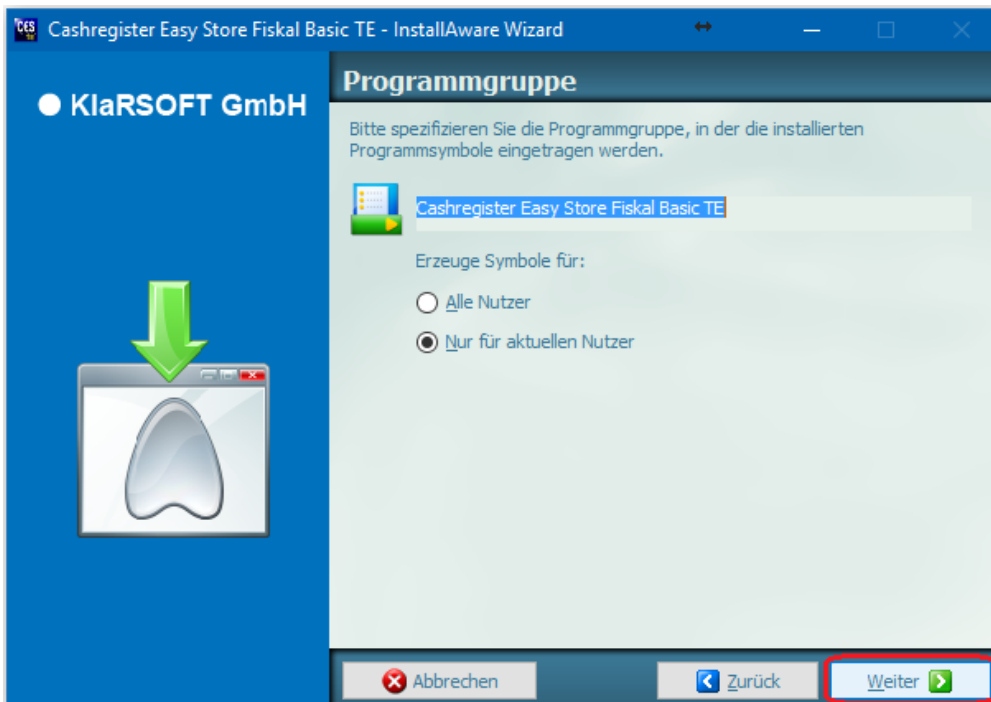 Cashregister Easy Store Fiskal Basic TE - InstallAware Wizard
KlaRSOFT GmbH
Programmgruppe
Bitte spezifizieren Sie die Programmgruppe, in der die installierten
Programmsymbole eingetragen werden.
Cashregister Easy Store Fiskal Basic TE
Erzeuge Symbole für:
Alle Nutzer
Nur für aktuellen Nutzer
Abbrechen
Zurück
Weiter